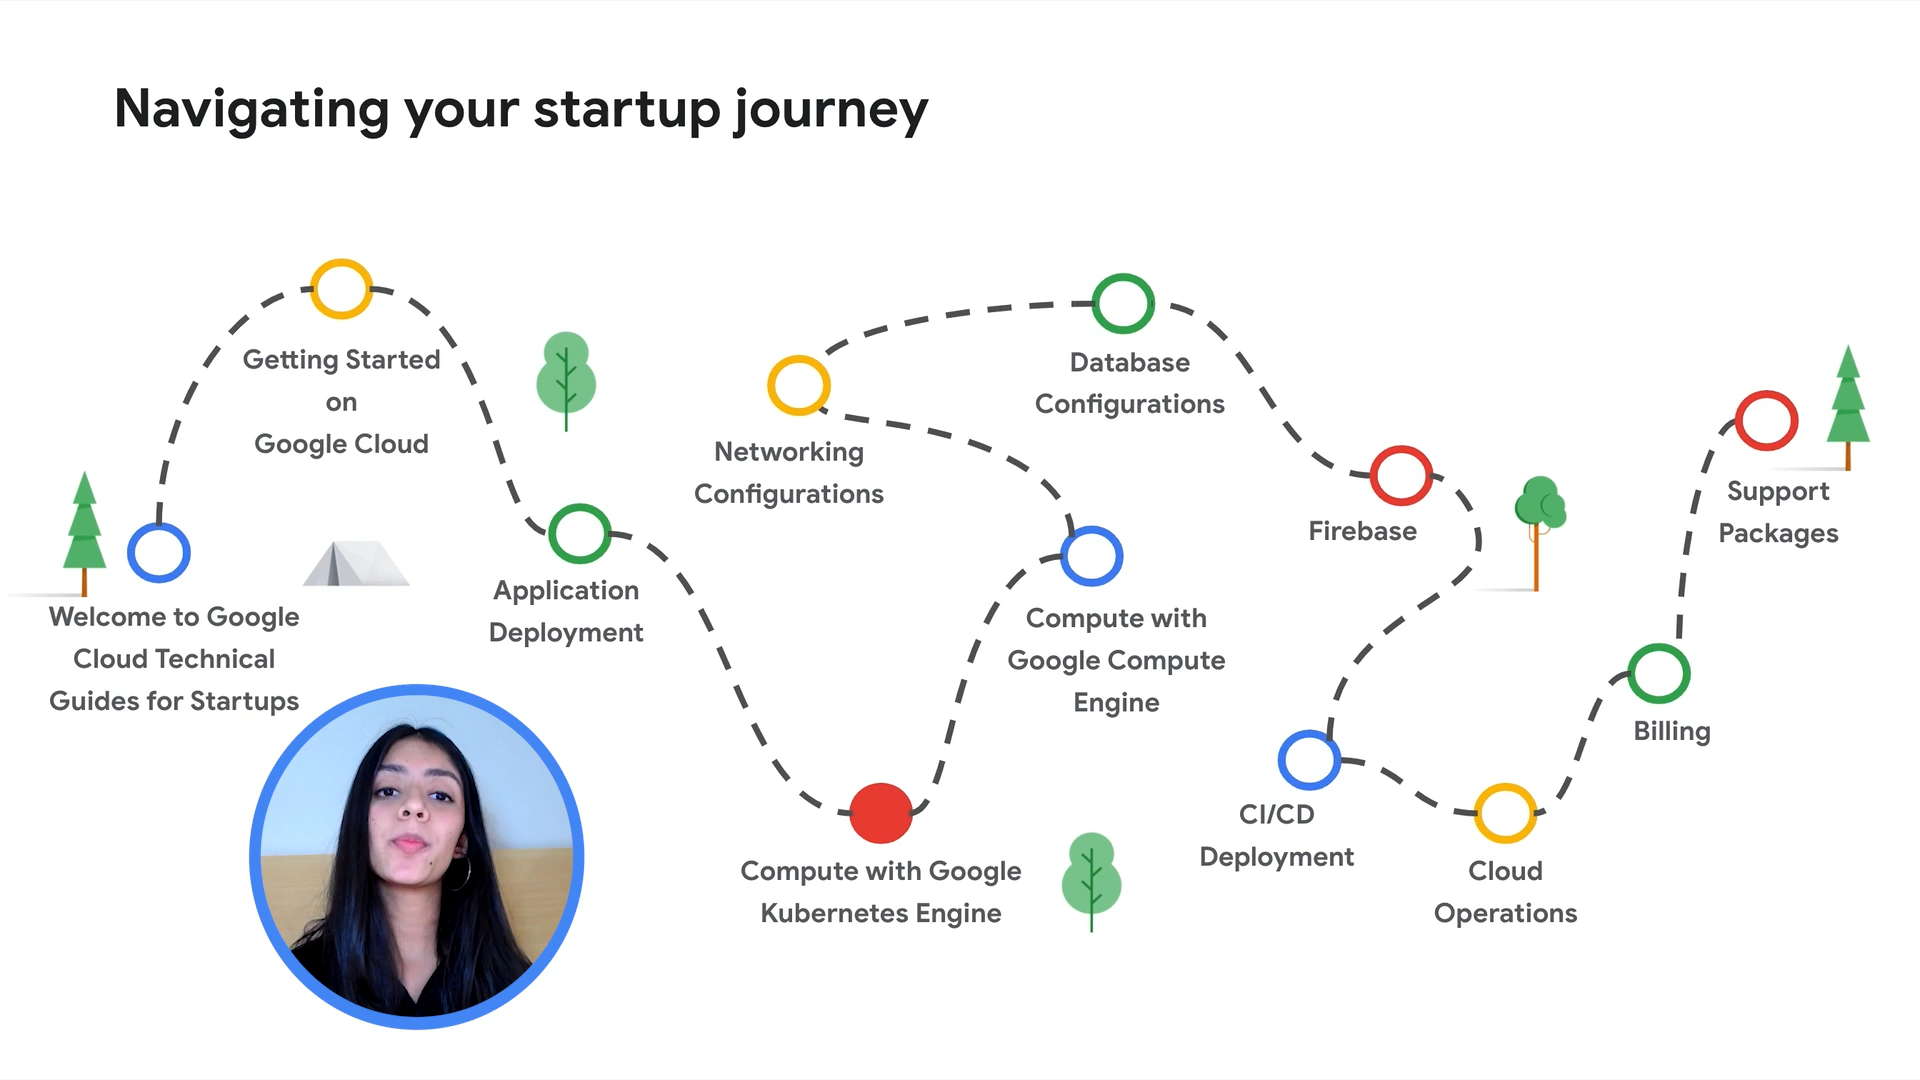 Navigating your startup journey
Welcome to Google
Cloud Technical
Guides for Startups
Getting Started
on
Google Cloud
Application
Deployment
Compute with Google
Kubernetes Engine
Compute with
Google Compute
Engine
Networking
Configurations
Database
Configurations
Firebase
CI/CD
Deployment
Cloud
Operations
Billing
Support
Packages